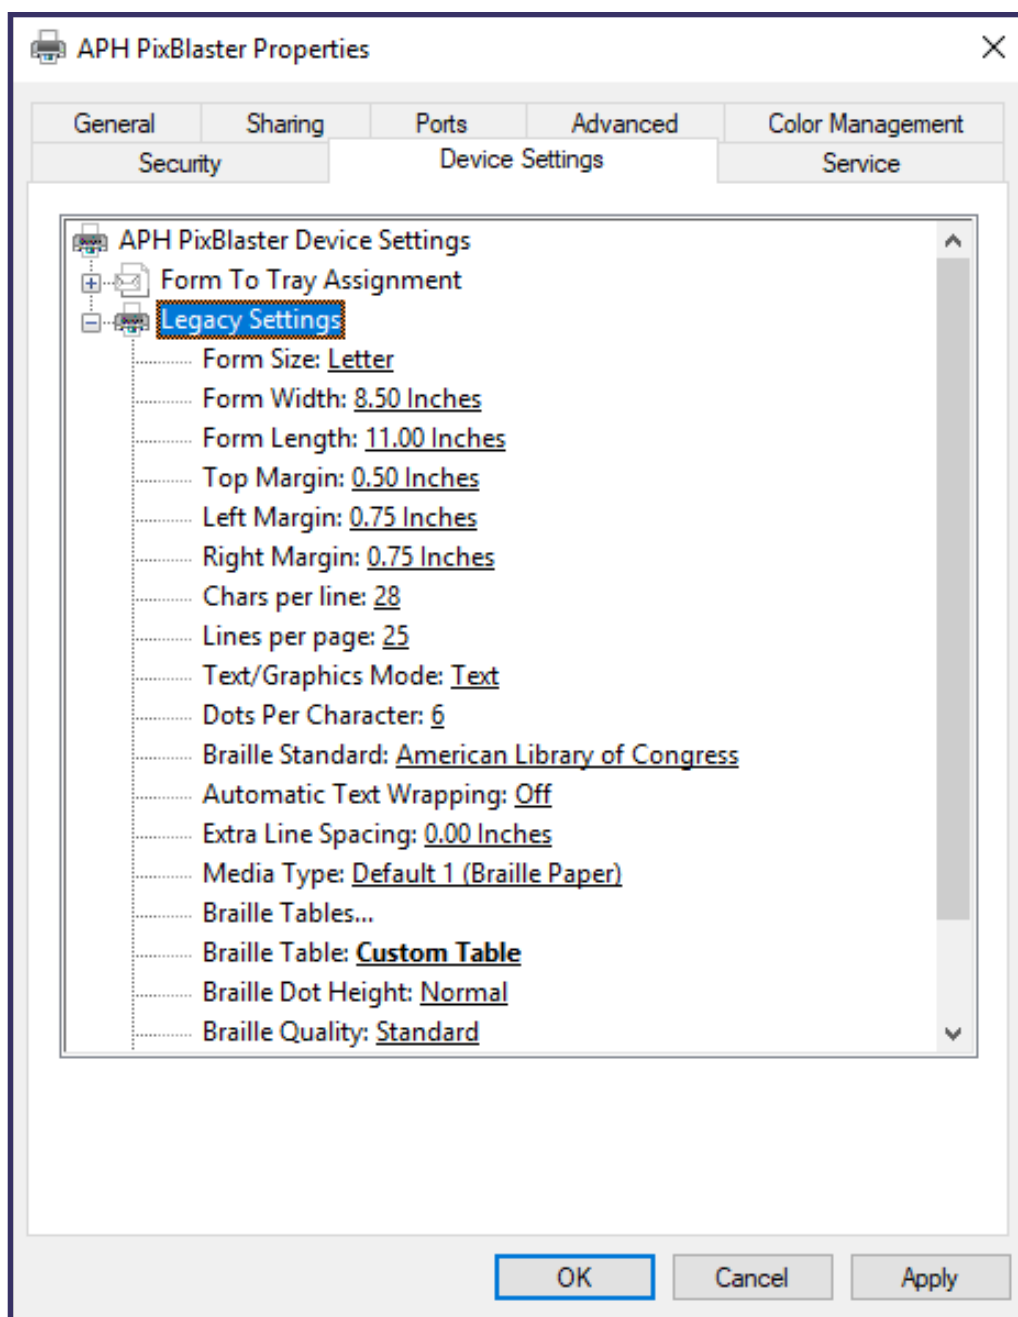 APH PixBlaster Properties
General Sharing Ports Advanced Color Management
Security Device Settings Service
APH PixBlaster Device Settings
Form To Tray Assignment
Legacy Settings
Form Size: Letter
Form Width: 8.50 Inches
Form Length: 11.00 Inches
Top Margin: 0.50 Inches
Left Margin: 0.75 Inches
Right Margin: 0.75 Inches
Chars per line: 28
Lines per page: 25
Text/Graphics Mode: Text
Dots Per Character: 6
Braille Standard: American Library of Congress
Automatic Text Wrapping: Off
Extra Line Spacing: 0.00 Inches
Media Type: Default 1 (Braille Paper)
Braille Tables...
Braille Table: Custom Table
Braille Dot Height: Normal
Braille Quality: Standard
OK Cancel Apply